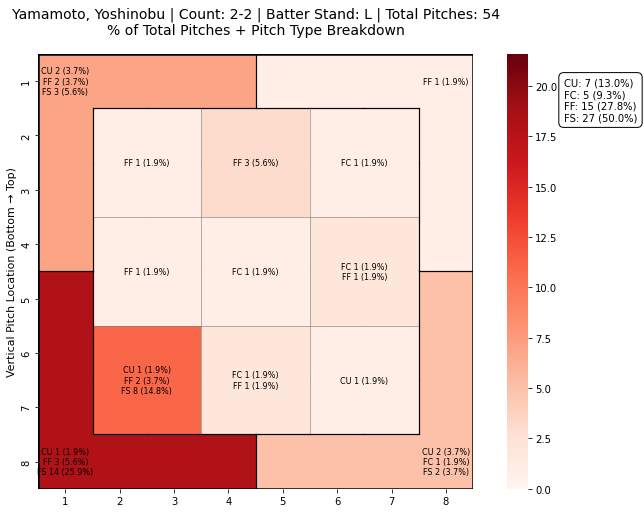 Yamamoto, Yoshinobu | Count: 2-2 | Batter Stand: L | Total Pitches: 54
% of Total Pitches + Pitch Type Breakdown
CU 2 (3.7%)
FF 2 (3.7%)
FS 3 (5.6%)
FF 1 (1.9%)
FF 1 (1.9%)
FF 3 (5.6%)
FC 1 (1.9%)
FF 1 (1.9%)
FC 1 (1.9%)
FC 1 (1.9%)
FF 1 (1.9%)
CU 1 (1.9%)
FF 2 (3.7%)
FS 8 (14.8%)
FC 1 (1.9%)
FF 1 (1.9%)
CU 1 (1.9%)
CU 1 (1.9%)
FF 3 (5.6%)
FS 14 (25.9%)
CU 2 (3.7%)
FC 1 (1.9%)
FS 2 (3.7%)
Vertical Pitch Location (Bottom → Top)
1
2
3
4
5
6
7
8
1 2 3 4 5 6 7 8
20.0
17.5
15.0
12.5
10.0
7.5
5.0
2.5
0.0
CU: 7 (13.0%)
FC: 5 (9.3%)
FF: 15 (27.8%)
FS: 27 (50.0%)